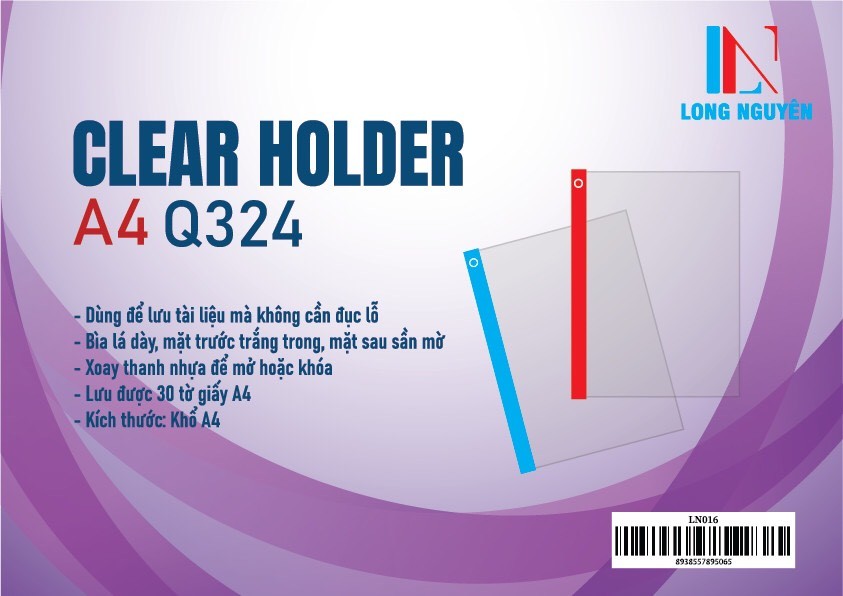 LONG NGUYÊN
CLEAR HOLDER
A4 Q324
- Dùng để lưu tài liệu mà không cần đục lỗ
- Bìa lá dày, mặt trước trắng trong, mặt sau sần mờ
- Xoay thanh nhựa để mở hoặc khóa
- Lưu được 30 tờ giấy A4
- Kích thước: Khổ A4
LN016
8938557895065